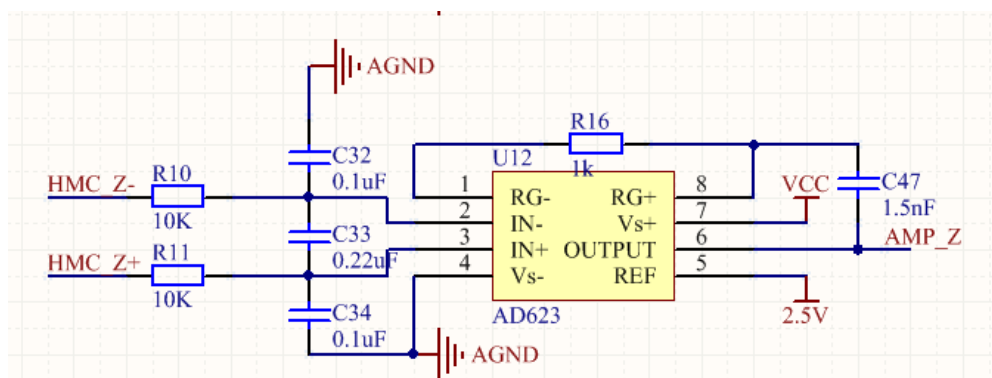 AGND
R16
1k
C32
0.1uF
U12
R10
HMC_Z-
10K
1
RG-
RG+
8
VCC
C47
1.5nF
2
IN-
Vs+
7
C33
0.22uF
3
IN+
OUTPUT
6
AMP_Z
R11
HMC_Z+
10K
4
Vs-
REF
5
C34
0.1uF
AD623
2.5V
AGND